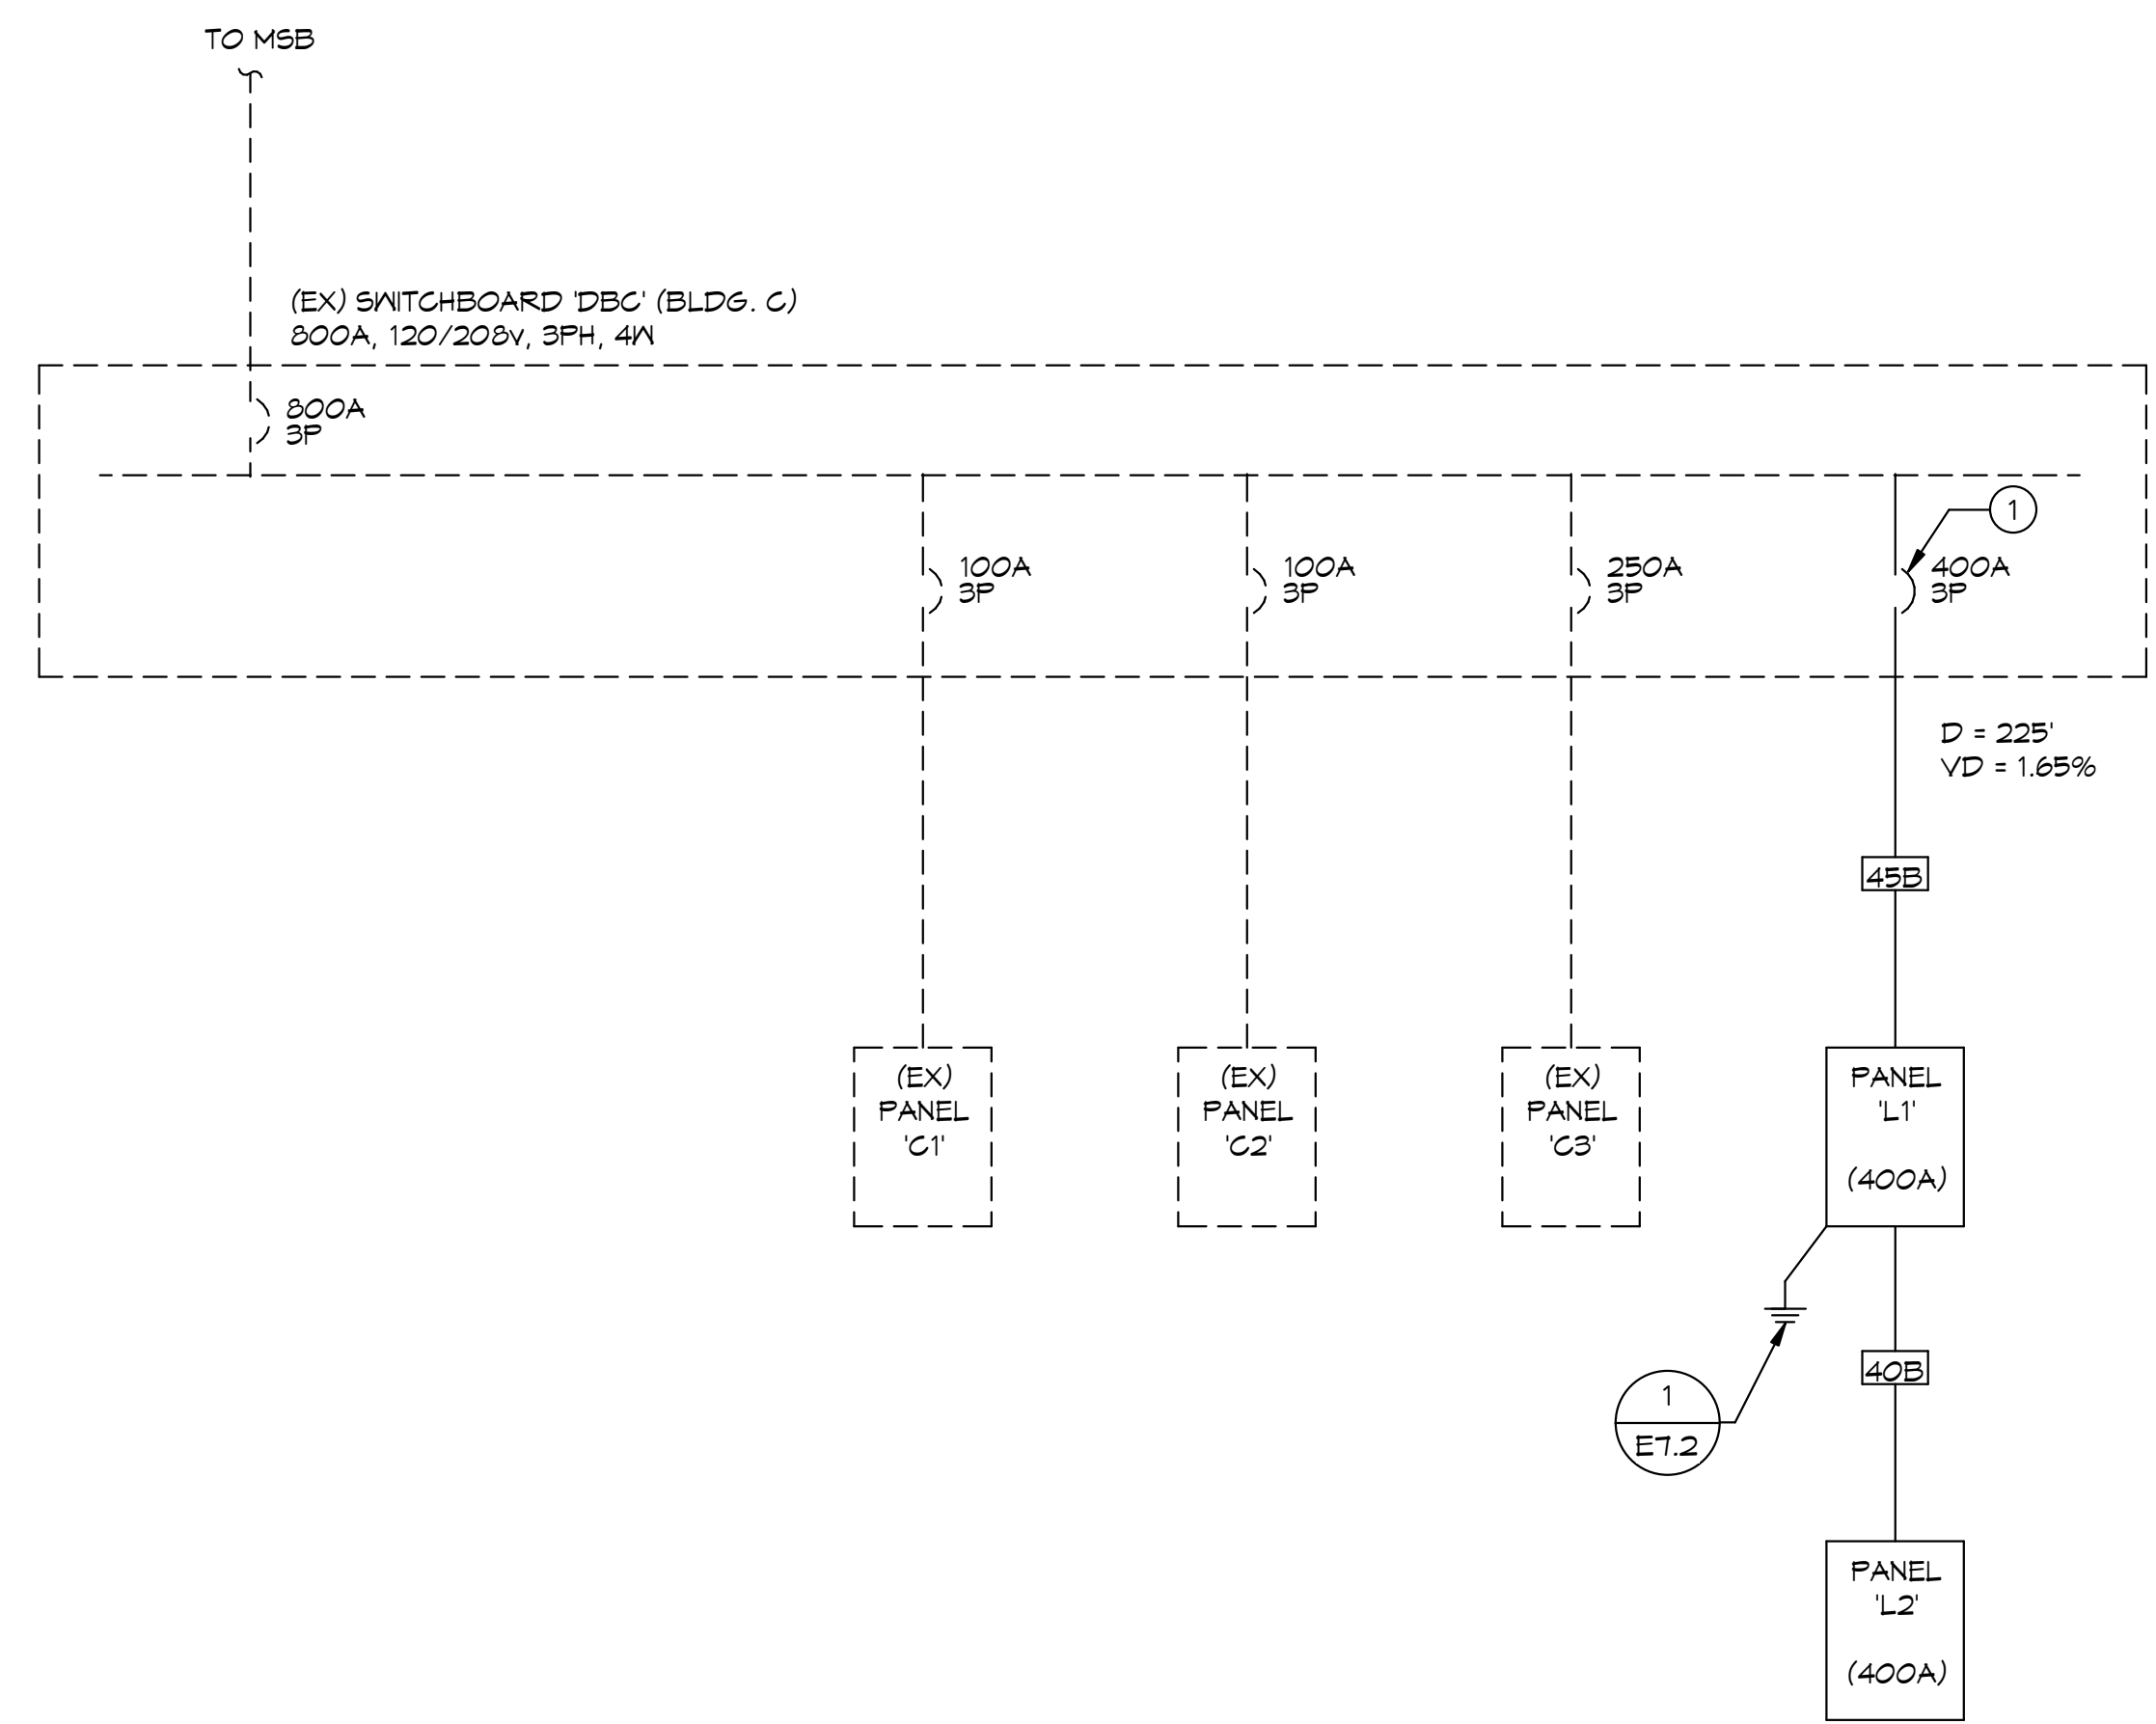 TO MSB
(EX) SWITCHBOARD 'DBC' (BLDG. C)
800A, 120/208V, 3PH, 4W
800A
3P
1
100A
3P
100A
3P
250A
3P
400A
3P
D = 225'
VD = 1.65%
45B
(EX)
PANEL
'C1'
(EX)
PANEL
'C2'
(EX)
PANEL
'C3'
PANEL
'L1'
(400A)
40B
1
E7.2
PANEL
'L2'
(400A)